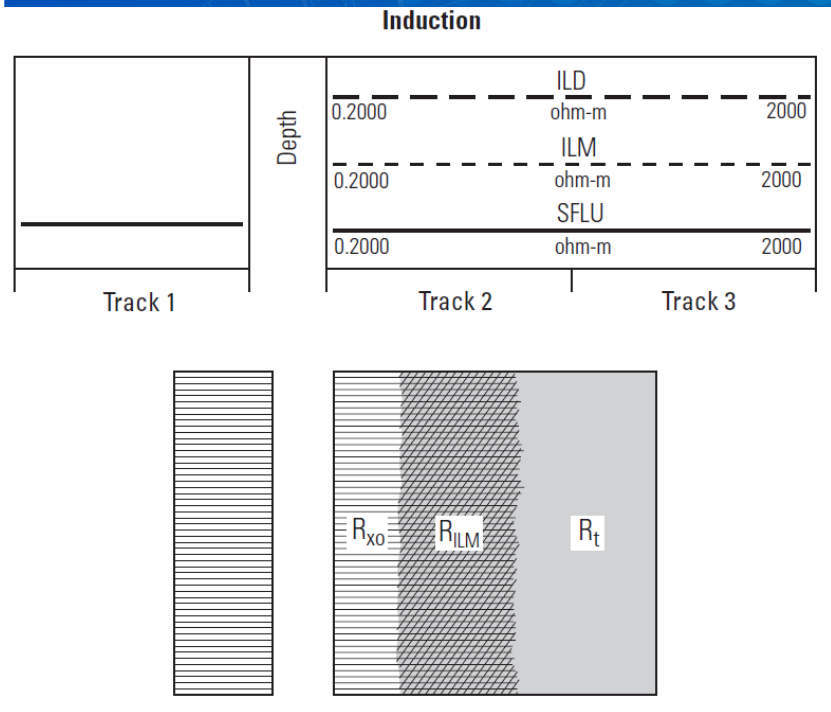 Induction
Depth
ILD
0.2000 ohm-m 2000
ILM
0.2000 ohm-m 2000
SFLU
0.2000 ohm-m 2000
Track 1 Track 2 Track 3
Rxo RILM Rt